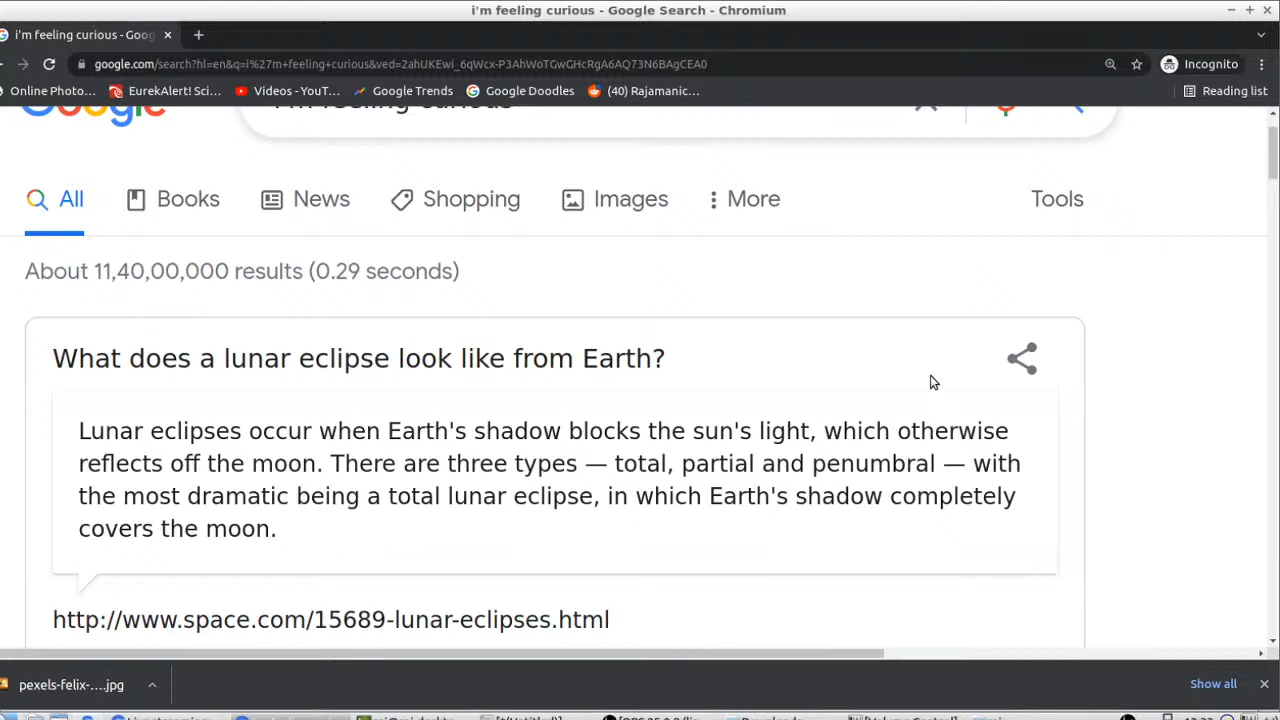 i'm feeling curious - Google Search - Chromium
i'm feeling curious - Goog
google.com/search?hl=en&q=i%27m+feeling+curious&ved=2ahUKEwi_6qWcx-P3AhWoTGwGHcRgA6AQ73N6BAgCEA0
Incognito
Online Photo…
EurekAlert! Sci…
Videos - YouT…
Google Trends
Google Doodles
(40) Rajamanic…
Reading list
i'm feeling curious
All
Books
News
Shopping
Images
More
Tools
About 11,40,00,000 results (0.29 seconds)
What does a lunar eclipse look like from Earth?
Lunar eclipses occur when Earth's shadow blocks the sun's light, which otherwise
reflects off the moon. There are three types — total, partial and penumbral — with
the most dramatic being a total lunar eclipse, in which Earth's shadow completely
covers the moon.
http://www.space.com/15689-lunar-eclipses.html
pexels-felix-....jpg
Show all